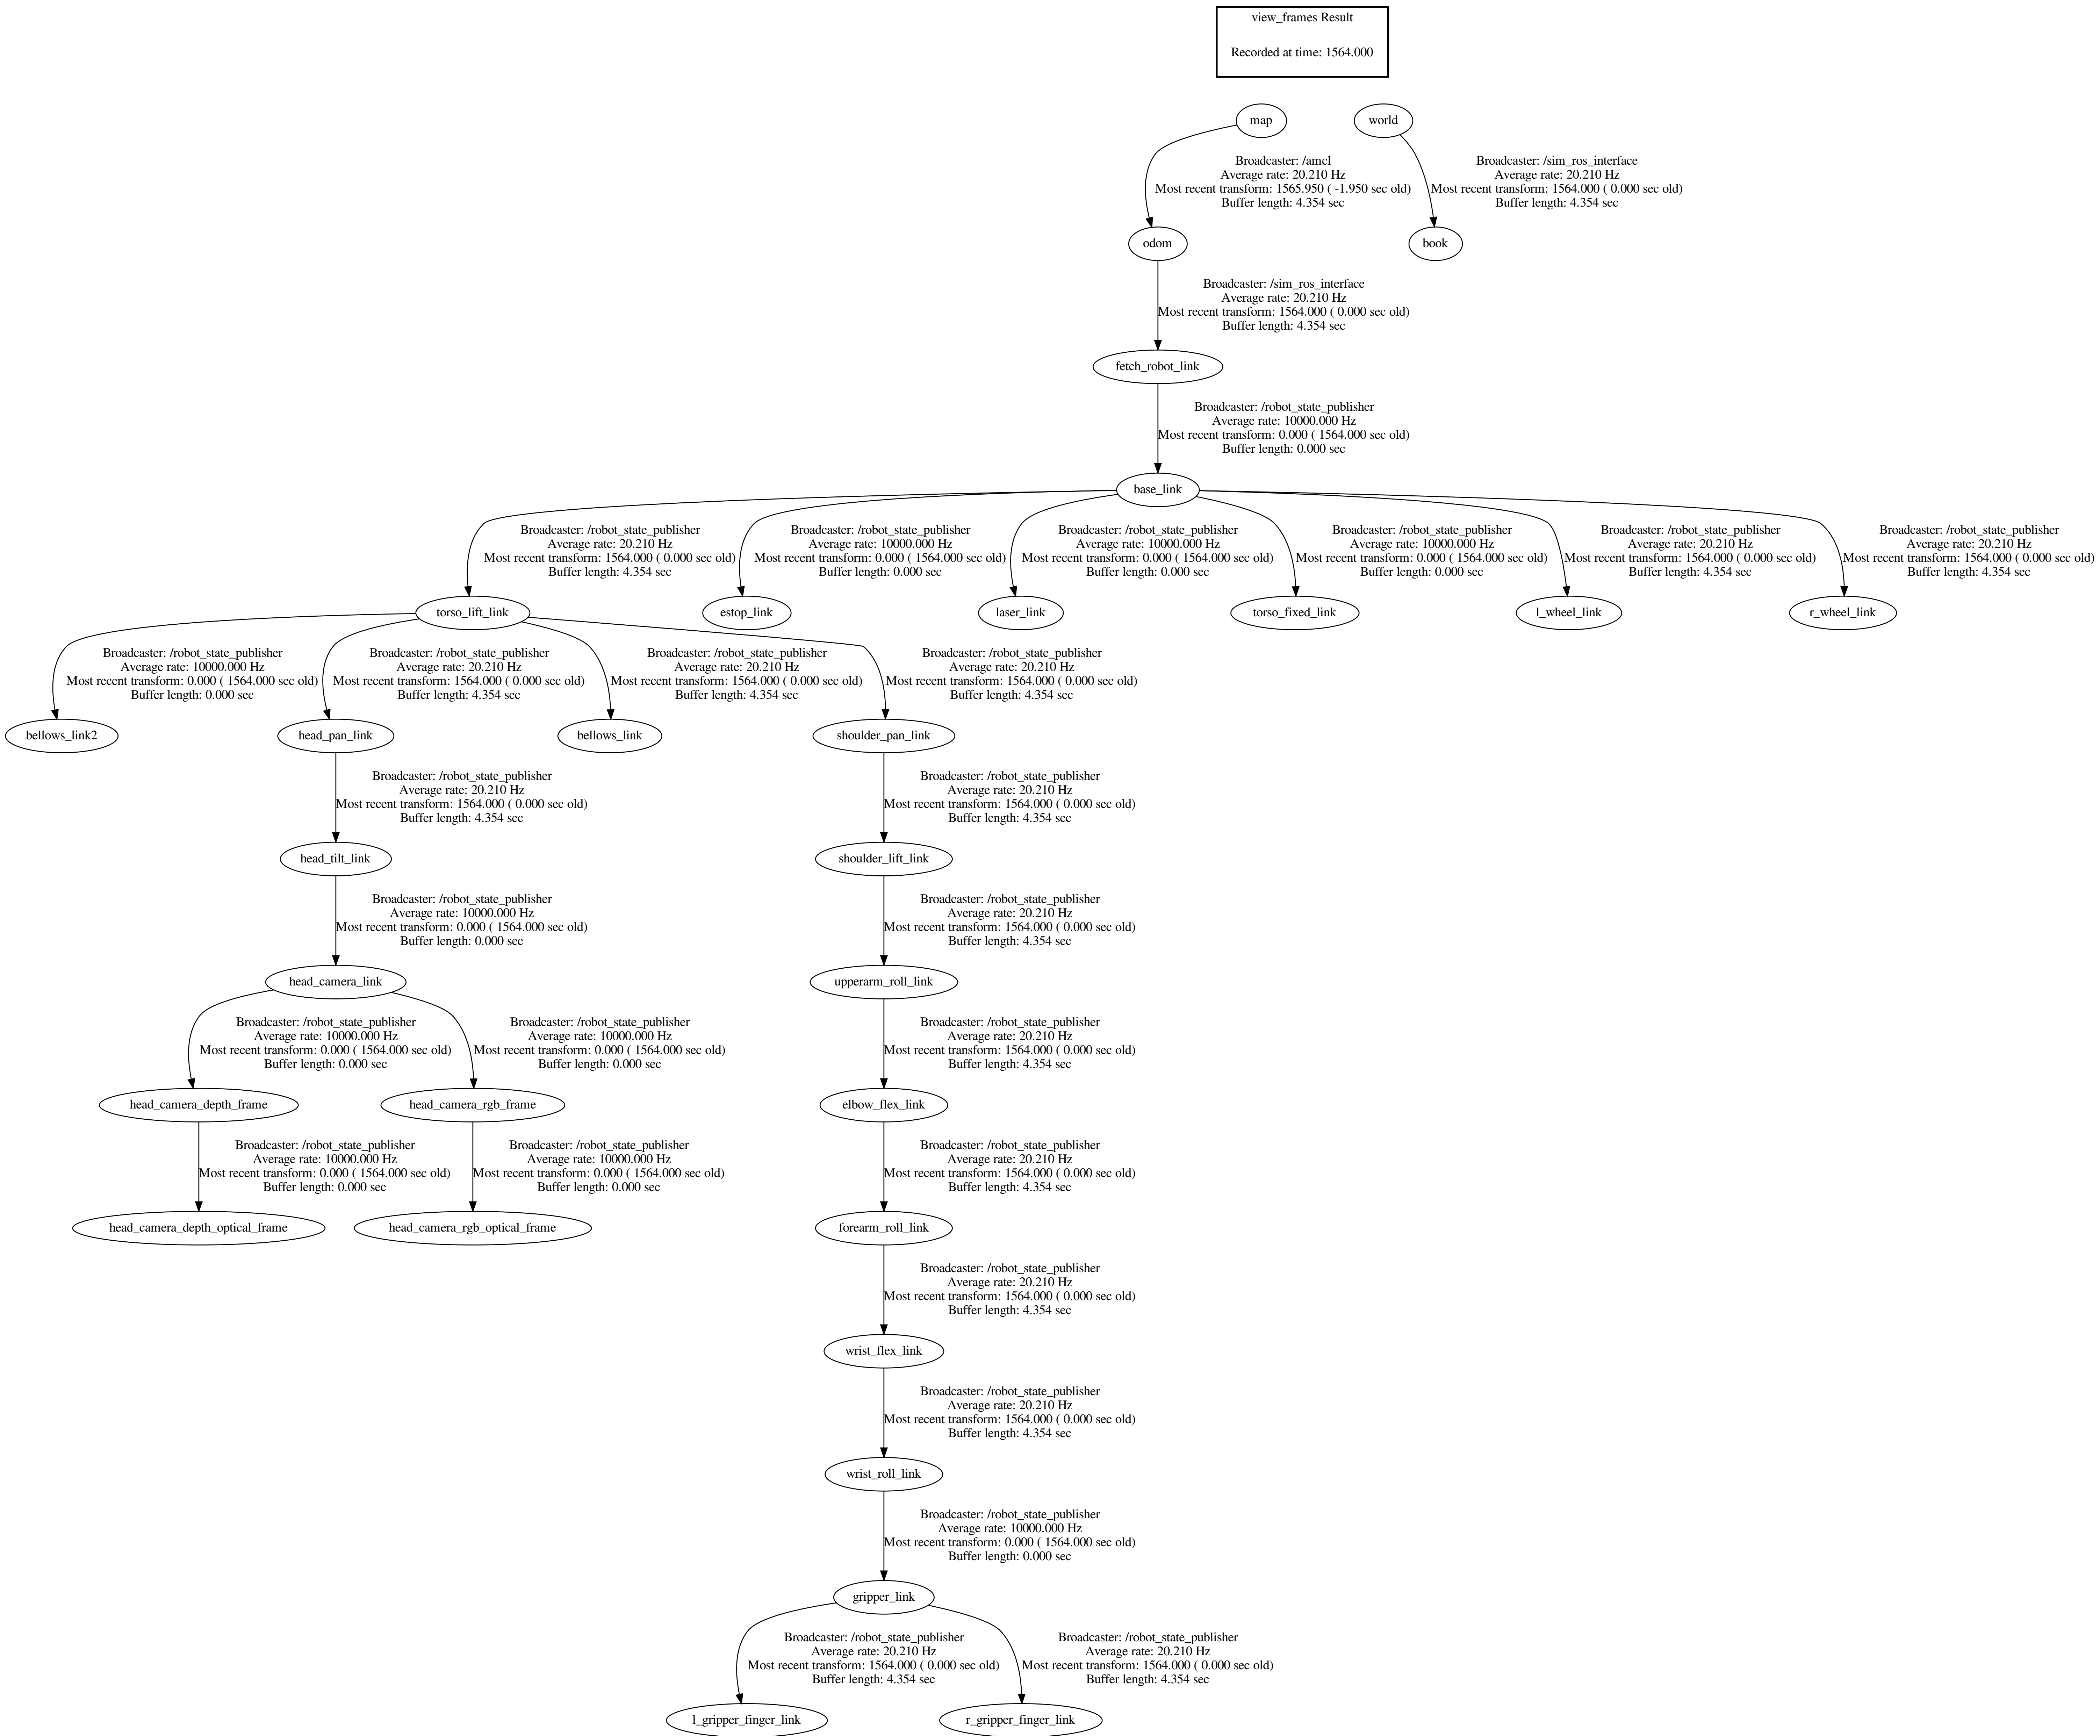 view_frames Result
Recorded at time: 1564.000
map
world
Broadcaster: /amcl
Average rate: 20.210 Hz
Most recent transform: 1565.950 ( -1.950 sec old)
Buffer length: 4.354 sec
Broadcaster: /sim_ros_interface
Average rate: 20.210 Hz
Most recent transform: 1564.000 ( 0.000 sec old)
Buffer length: 4.354 sec
odom
book
Broadcaster: /sim_ros_interface
Average rate: 20.210 Hz
Most recent transform: 1564.000 ( 0.000 sec old)
Buffer length: 4.354 sec
fetch_robot_link
Broadcaster: /robot_state_publisher
Average rate: 10000.000 Hz
Most recent transform: 0.000 ( 1564.000 sec old)
Buffer length: 0.000 sec
base_link
Broadcaster: /robot_state_publisher
Average rate: 20.210 Hz
Most recent transform: 1564.000 ( 0.000 sec old)
Buffer length: 4.354 sec
Broadcaster: /robot_state_publisher
Average rate: 10000.000 Hz
Most recent transform: 0.000 ( 1564.000 sec old)
Buffer length: 0.000 sec
Broadcaster: /robot_state_publisher
Average rate: 10000.000 Hz
Most recent transform: 0.000 ( 1564.000 sec old)
Buffer length: 0.000 sec
Broadcaster: /robot_state_publisher
Average rate: 10000.000 Hz
Most recent transform: 0.000 ( 1564.000 sec old)
Buffer length: 0.000 sec
Broadcaster: /robot_state_publisher
Average rate: 20.210 Hz
Most recent transform: 1564.000 ( 0.000 sec old)
Buffer length: 4.354 sec
Broadcaster: /robot_state_publisher
Average rate: 20.210 Hz
Most recent transform: 1564.000 ( 0.000 sec old)
Buffer length: 4.354 sec
torso_lift_link
estop_link
laser_link
torso_fixed_link
l_wheel_link
r_wheel_link
Broadcaster: /robot_state_publisher
Average rate: 10000.000 Hz
Most recent transform: 0.000 ( 1564.000 sec old)
Buffer length: 0.000 sec
Broadcaster: /robot_state_publisher
Average rate: 20.210 Hz
Most recent transform: 1564.000 ( 0.000 sec old)
Buffer length: 4.354 sec
Broadcaster: /robot_state_publisher
Average rate: 20.210 Hz
Most recent transform: 1564.000 ( 0.000 sec old)
Buffer length: 4.354 sec
Broadcaster: /robot_state_publisher
Average rate: 20.210 Hz
Most recent transform: 1564.000 ( 0.000 sec old)
Buffer length: 4.354 sec
bellows_link2
head_pan_link
bellows_link
shoulder_pan_link
Broadcaster: /robot_state_publisher
Average rate: 20.210 Hz
Most recent transform: 1564.000 ( 0.000 sec old)
Buffer length: 4.354 sec
Broadcaster: /robot_state_publisher
Average rate: 20.210 Hz
Most recent transform: 1564.000 ( 0.000 sec old)
Buffer length: 4.354 sec
head_tilt_link
shoulder_lift_link
Broadcaster: /robot_state_publisher
Average rate: 10000.000 Hz
Most recent transform: 0.000 ( 1564.000 sec old)
Buffer length: 0.000 sec
Broadcaster: /robot_state_publisher
Average rate: 20.210 Hz
Most recent transform: 1564.000 ( 0.000 sec old)
Buffer length: 4.354 sec
head_camera_link
upperarm_roll_link
Broadcaster: /robot_state_publisher
Average rate: 10000.000 Hz
Most recent transform: 0.000 ( 1564.000 sec old)
Buffer length: 0.000 sec
Broadcaster: /robot_state_publisher
Average rate: 10000.000 Hz
Most recent transform: 0.000 ( 1564.000 sec old)
Buffer length: 0.000 sec
Broadcaster: /robot_state_publisher
Average rate: 20.210 Hz
Most recent transform: 1564.000 ( 0.000 sec old)
Buffer length: 4.354 sec
head_camera_depth_frame
head_camera_rgb_frame
elbow_flex_link
Broadcaster: /robot_state_publisher
Average rate: 10000.000 Hz
Most recent transform: 0.000 ( 1564.000 sec old)
Buffer length: 0.000 sec
Broadcaster: /robot_state_publisher
Average rate: 10000.000 Hz
Most recent transform: 0.000 ( 1564.000 sec old)
Buffer length: 0.000 sec
Broadcaster: /robot_state_publisher
Average rate: 20.210 Hz
Most recent transform: 1564.000 ( 0.000 sec old)
Buffer length: 4.354 sec
head_camera_depth_optical_frame
head_camera_rgb_optical_frame
forearm_roll_link
Broadcaster: /robot_state_publisher
Average rate: 20.210 Hz
Most recent transform: 1564.000 ( 0.000 sec old)
Buffer length: 4.354 sec
wrist_flex_link
Broadcaster: /robot_state_publisher
Average rate: 20.210 Hz
Most recent transform: 1564.000 ( 0.000 sec old)
Buffer length: 4.354 sec
wrist_roll_link
Broadcaster: /robot_state_publisher
Average rate: 10000.000 Hz
Most recent transform: 0.000 ( 1564.000 sec old)
Buffer length: 0.000 sec
gripper_link
Broadcaster: /robot_state_publisher
Average rate: 20.210 Hz
Most recent transform: 1564.000 ( 0.000 sec old)
Buffer length: 4.354 sec
Broadcaster: /robot_state_publisher
Average rate: 20.210 Hz
Most recent transform: 1564.000 ( 0.000 sec old)
Buffer length: 4.354 sec
l_gripper_finger_link
r_gripper_finger_link